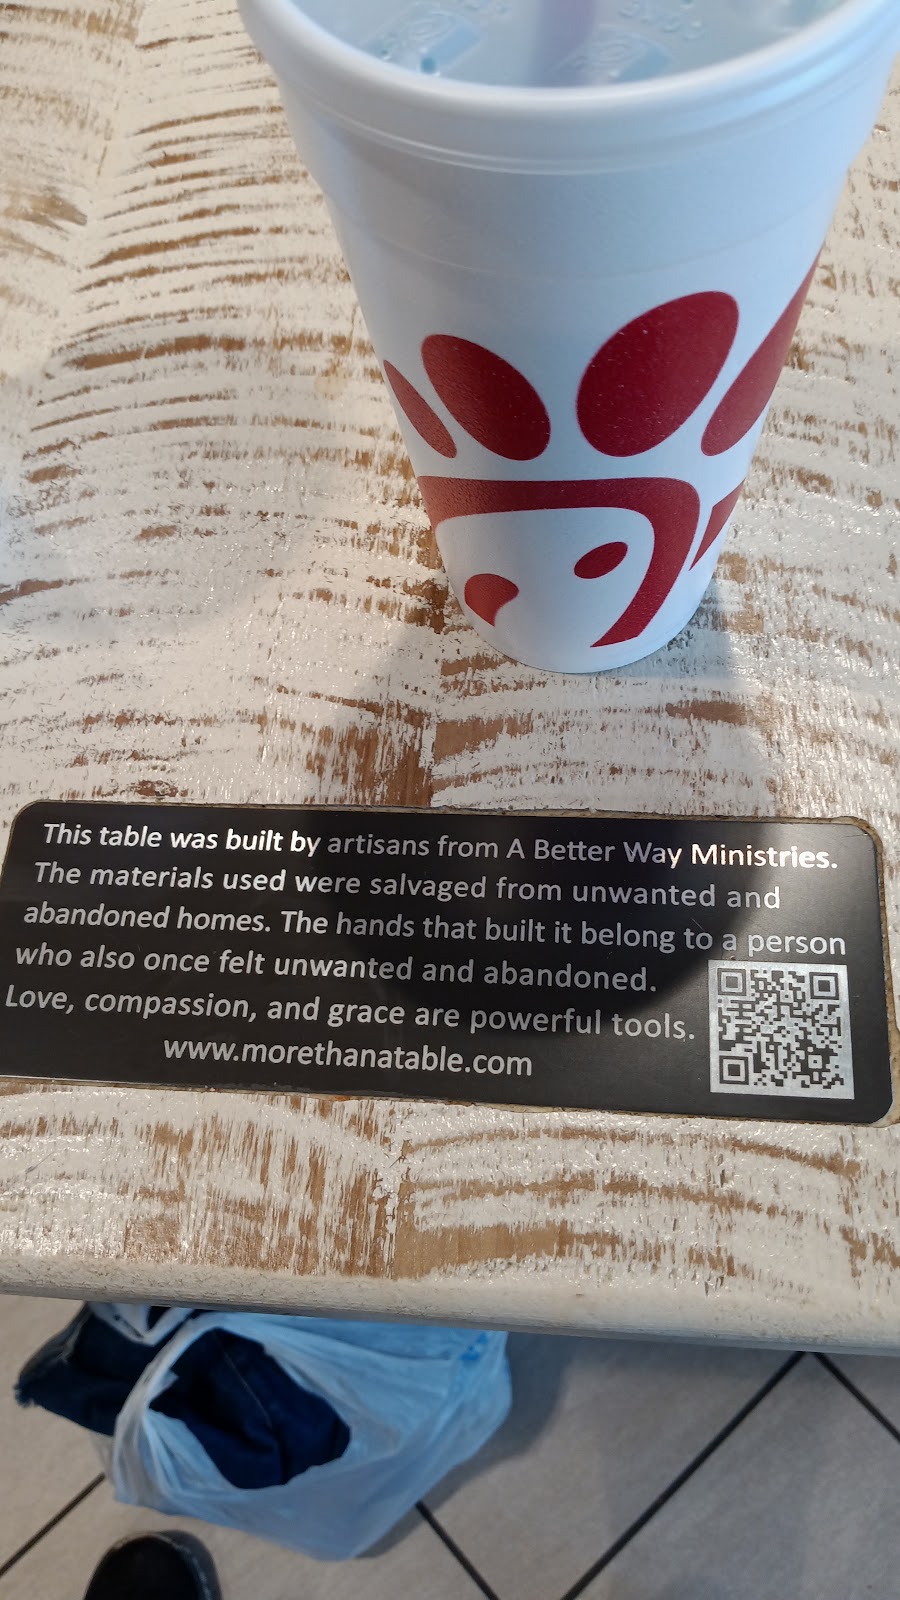 This table was built by artisans from A Better Way Ministries.
The materials used were salvaged from unwanted and
abandoned homes. The hands that built it belong to a person
who also once felt unwanted and abandoned.
Love, compassion, and grace are powerful tools.
www.morethanatable.com